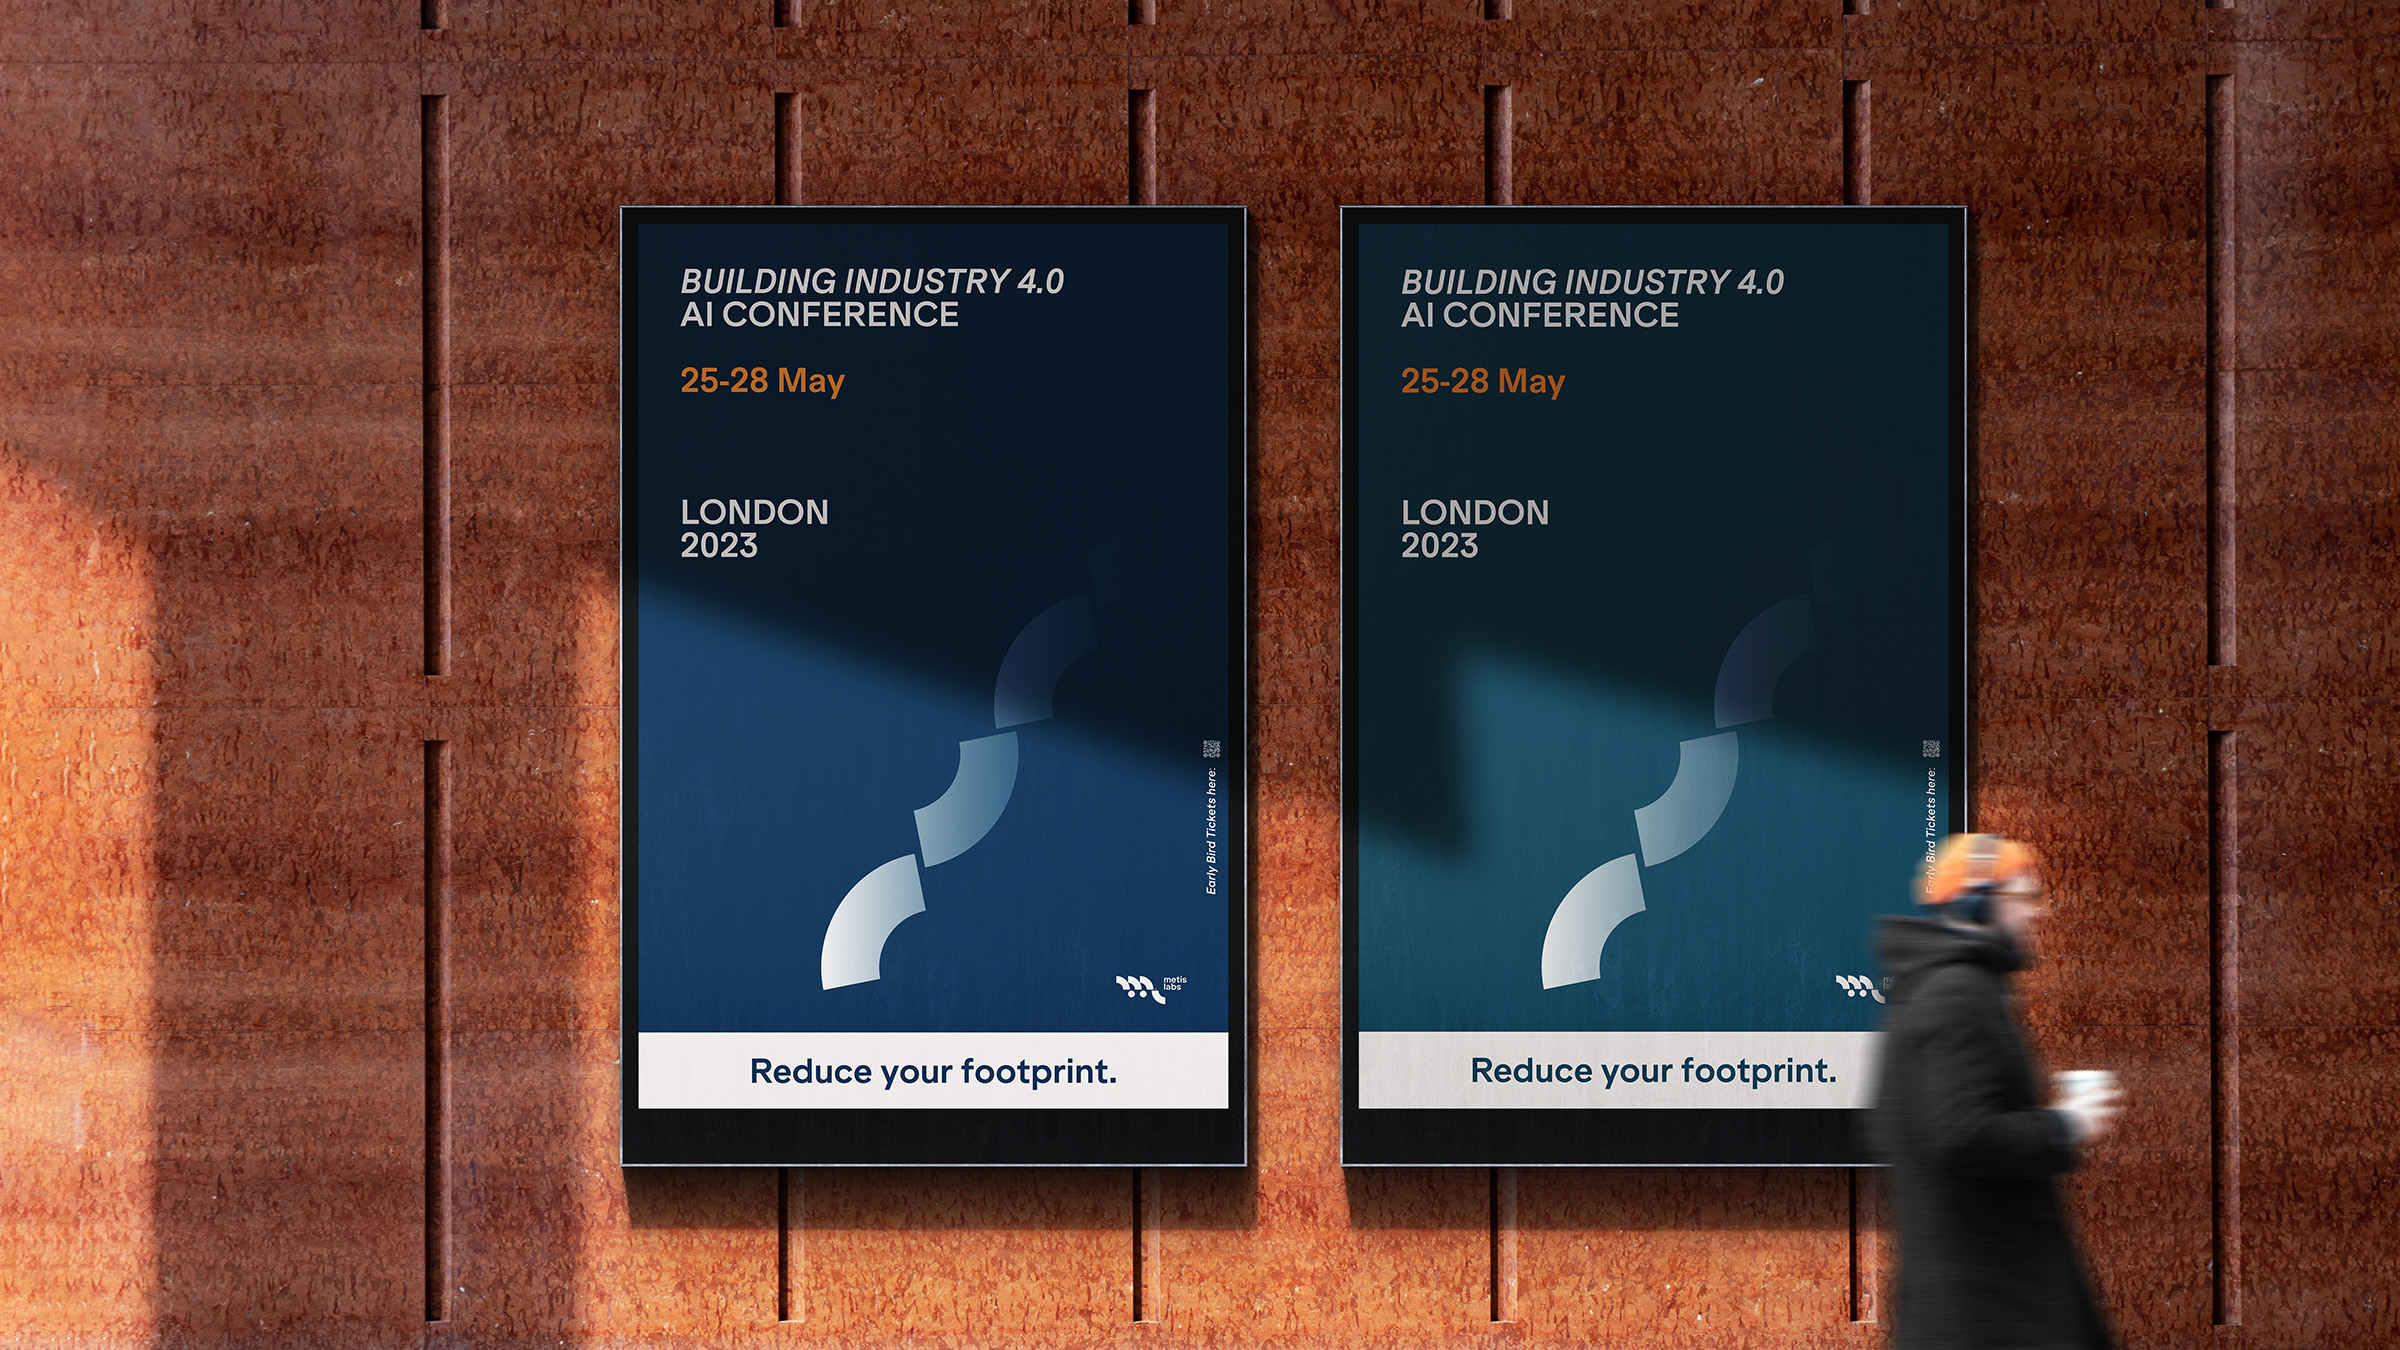 BUILDING INDUSTRY 4.0
AI CONFERENCE
25-28 May
LONDON
2023
Early Bird Tickets here:
metis
labs
Reduce your footprint.
BUILDING INDUSTRY 4.0
AI CONFERENCE
25-28 May
LONDON
2023
Early Bird Tickets here:
Reduce your footprint.